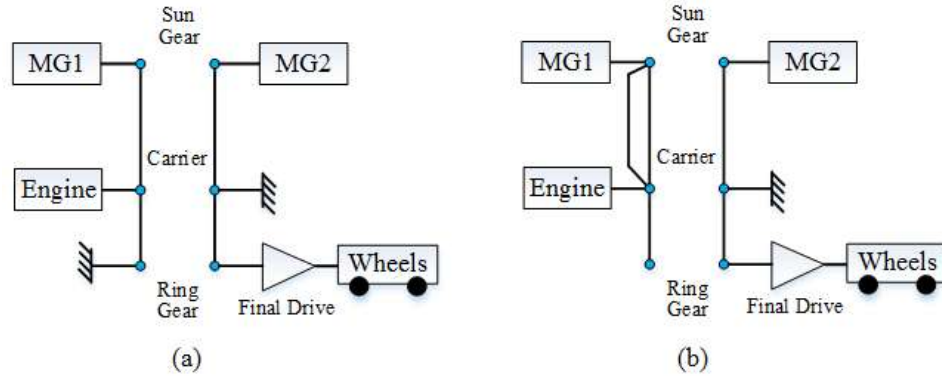 Sun
Gear
MG1
MG2
Carrier
Engine
Wheels
Ring
Gear
Final Drive
(a)
Sun
Gear
MG1
MG2
Carrier
Engine
Wheels
Ring
Gear
Final Drive
(b)